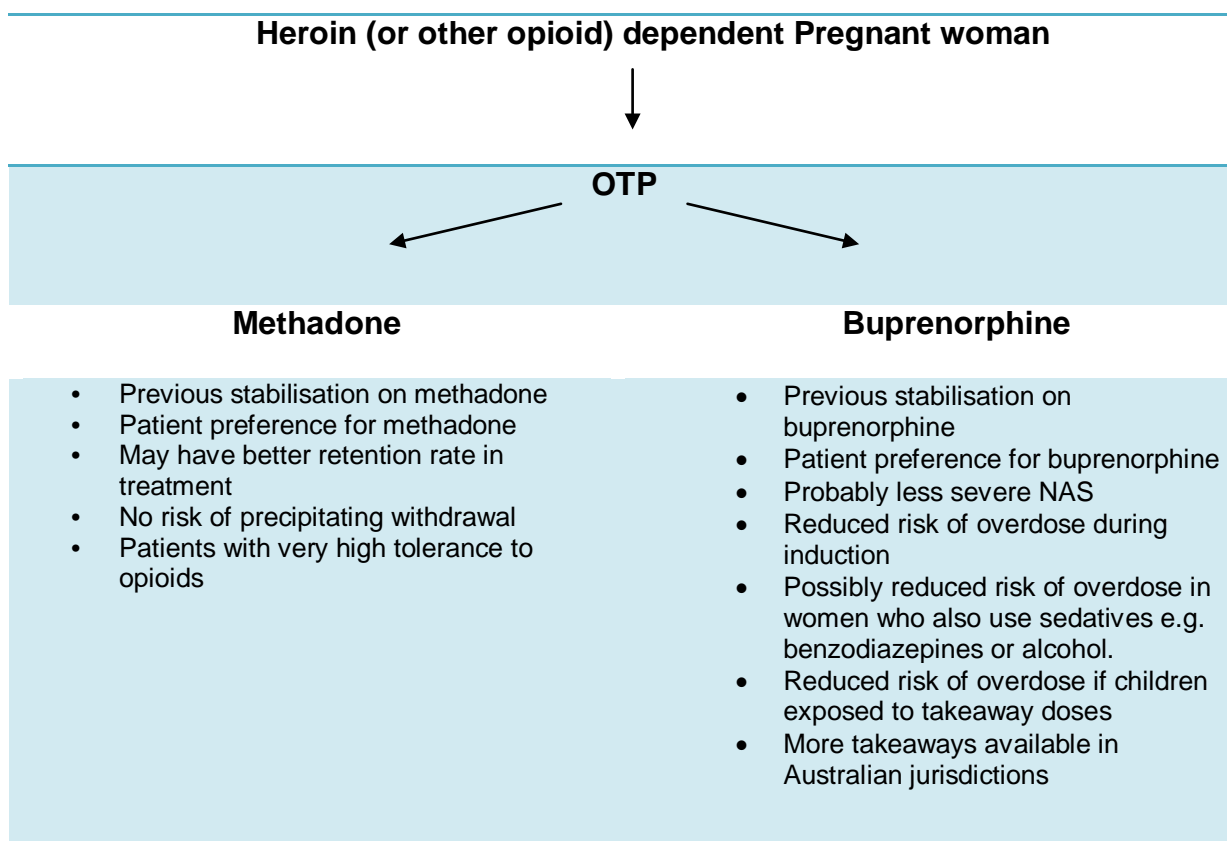 Heroin (or other opioid) dependent Pregnant woman
OTP
Methadone
• Previous stabilisation on methadone
• Patient preference for methadone
• May have better retention rate in
treatment
• No risk of precipitating withdrawal
• Patients with very high tolerance to
opioids
Buprenorphine
• Previous stabilisation on
buprenorphine
• Patient preference for buprenorphine
• Probably less severe NAS
• Reduced risk of overdose during
induction
• Possibly reduced risk of overdose in
women who also use sedatives e.g.
benzodiazepines or alcohol.
• Reduced risk of overdose if children
exposed to takeaway doses
• More takeaways available in
Australian jurisdictions